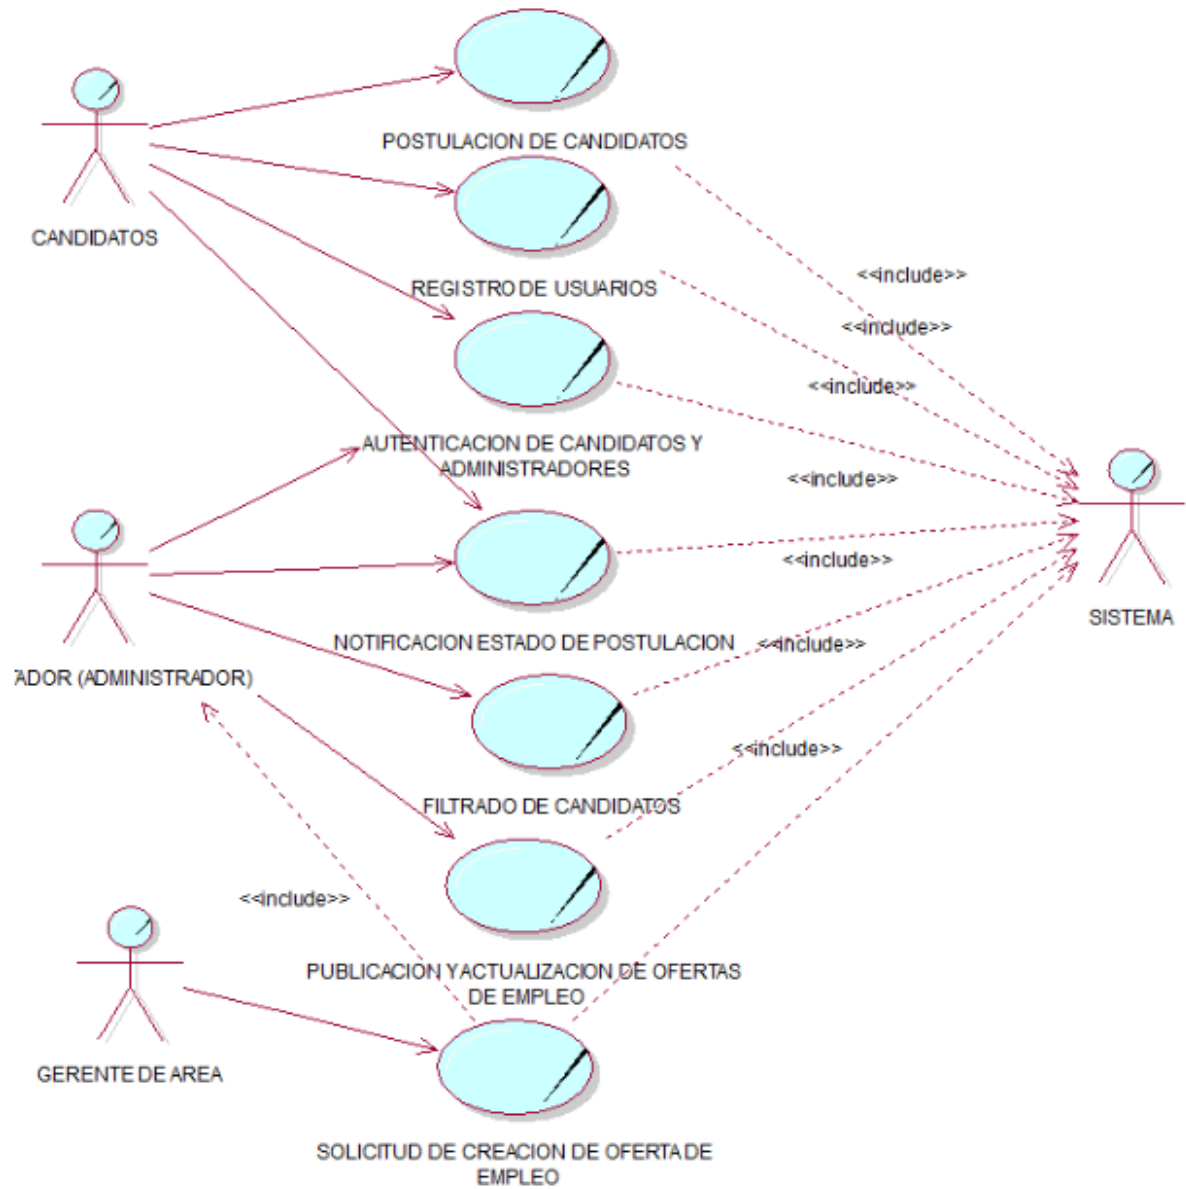 POSTULACION DE CANDIDATOS
CANDIDATOS
<<include>>
REGISTRO DE USUARIOS
<<include>>
<<include>>
AUTENTICACION DE CANDIDATOS Y
ADMINISTRADORES
<<include>>
<<include>>
SISTEMA
NOTIFICACION ESTADO DE POSTULACION
<<include>>
ADOR (ADMINISTRADOR)
<<include>>
FILTRADO DE CANDIDATOS
<<include>>
PUBLICACION Y ACTUALIZACION DE OFERTAS
DE EMPLEO
GERENTE DE AREA
SOLICITUD DE CREACION DE OFERTA DE
EMPLEO